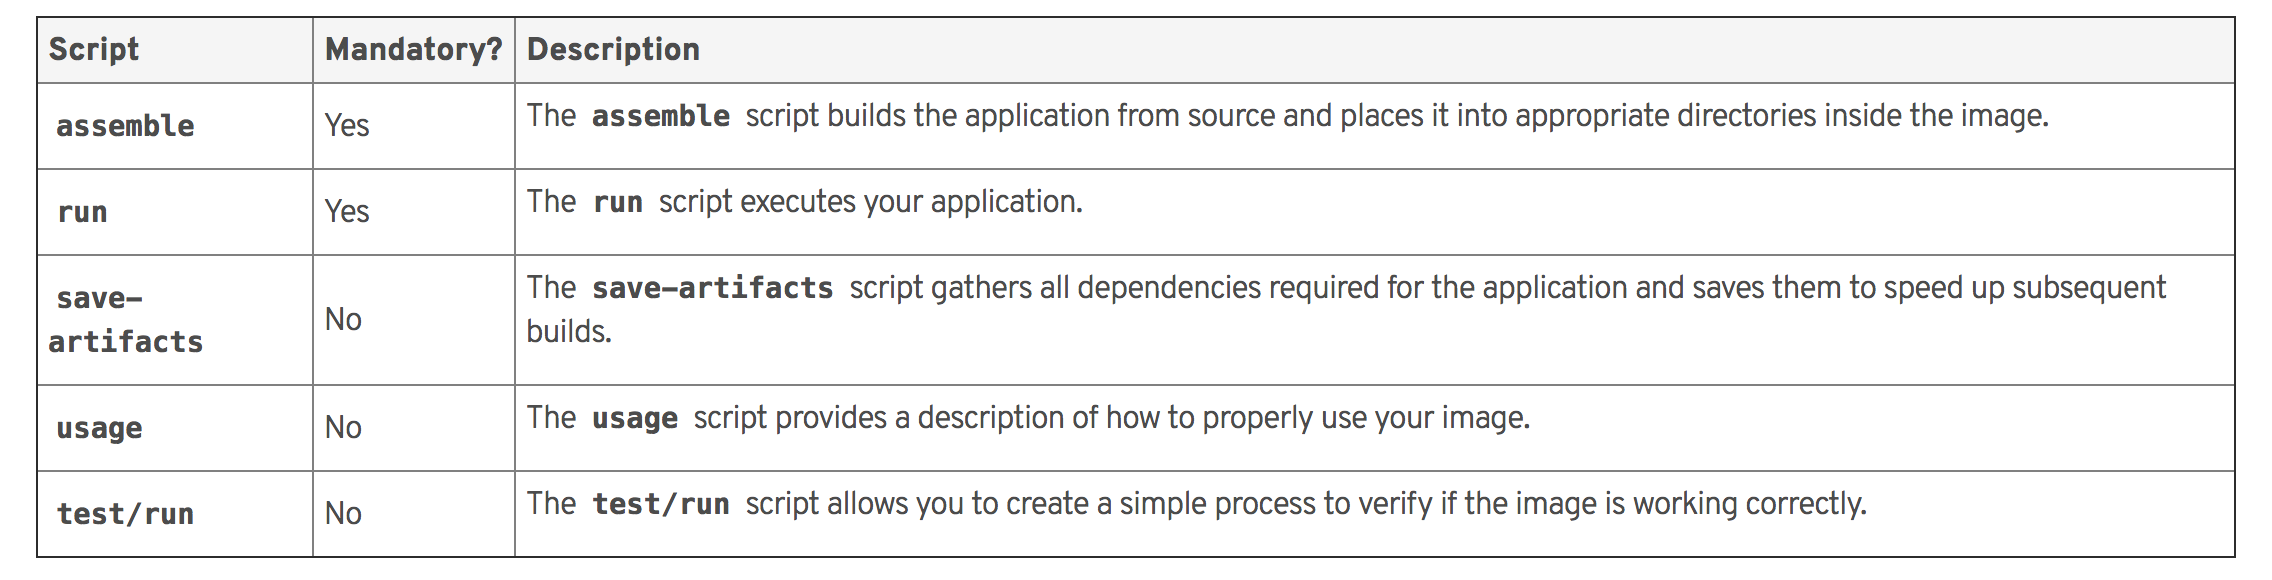 Script Mandatory? Description
assemble Yes The assemble script builds the application from source and places it into appropriate directories inside the image.
run Yes The run script executes your application.
save-
artifacts No The save-artifacts script gathers all dependencies required for the application and saves them to speed up subsequent
builds.
usage No The usage script provides a description of how to properly use your image.
test/run No The test/run script allows you to create a simple process to verify if the image is working correctly.